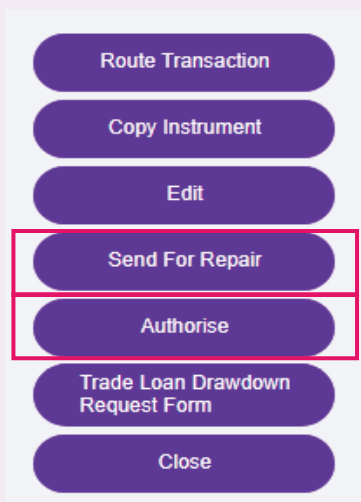 Route Transaction
Copy Instrument
Edit
Send For Repair
Authorise
Trade Loan Drawdown
Request Form
Close